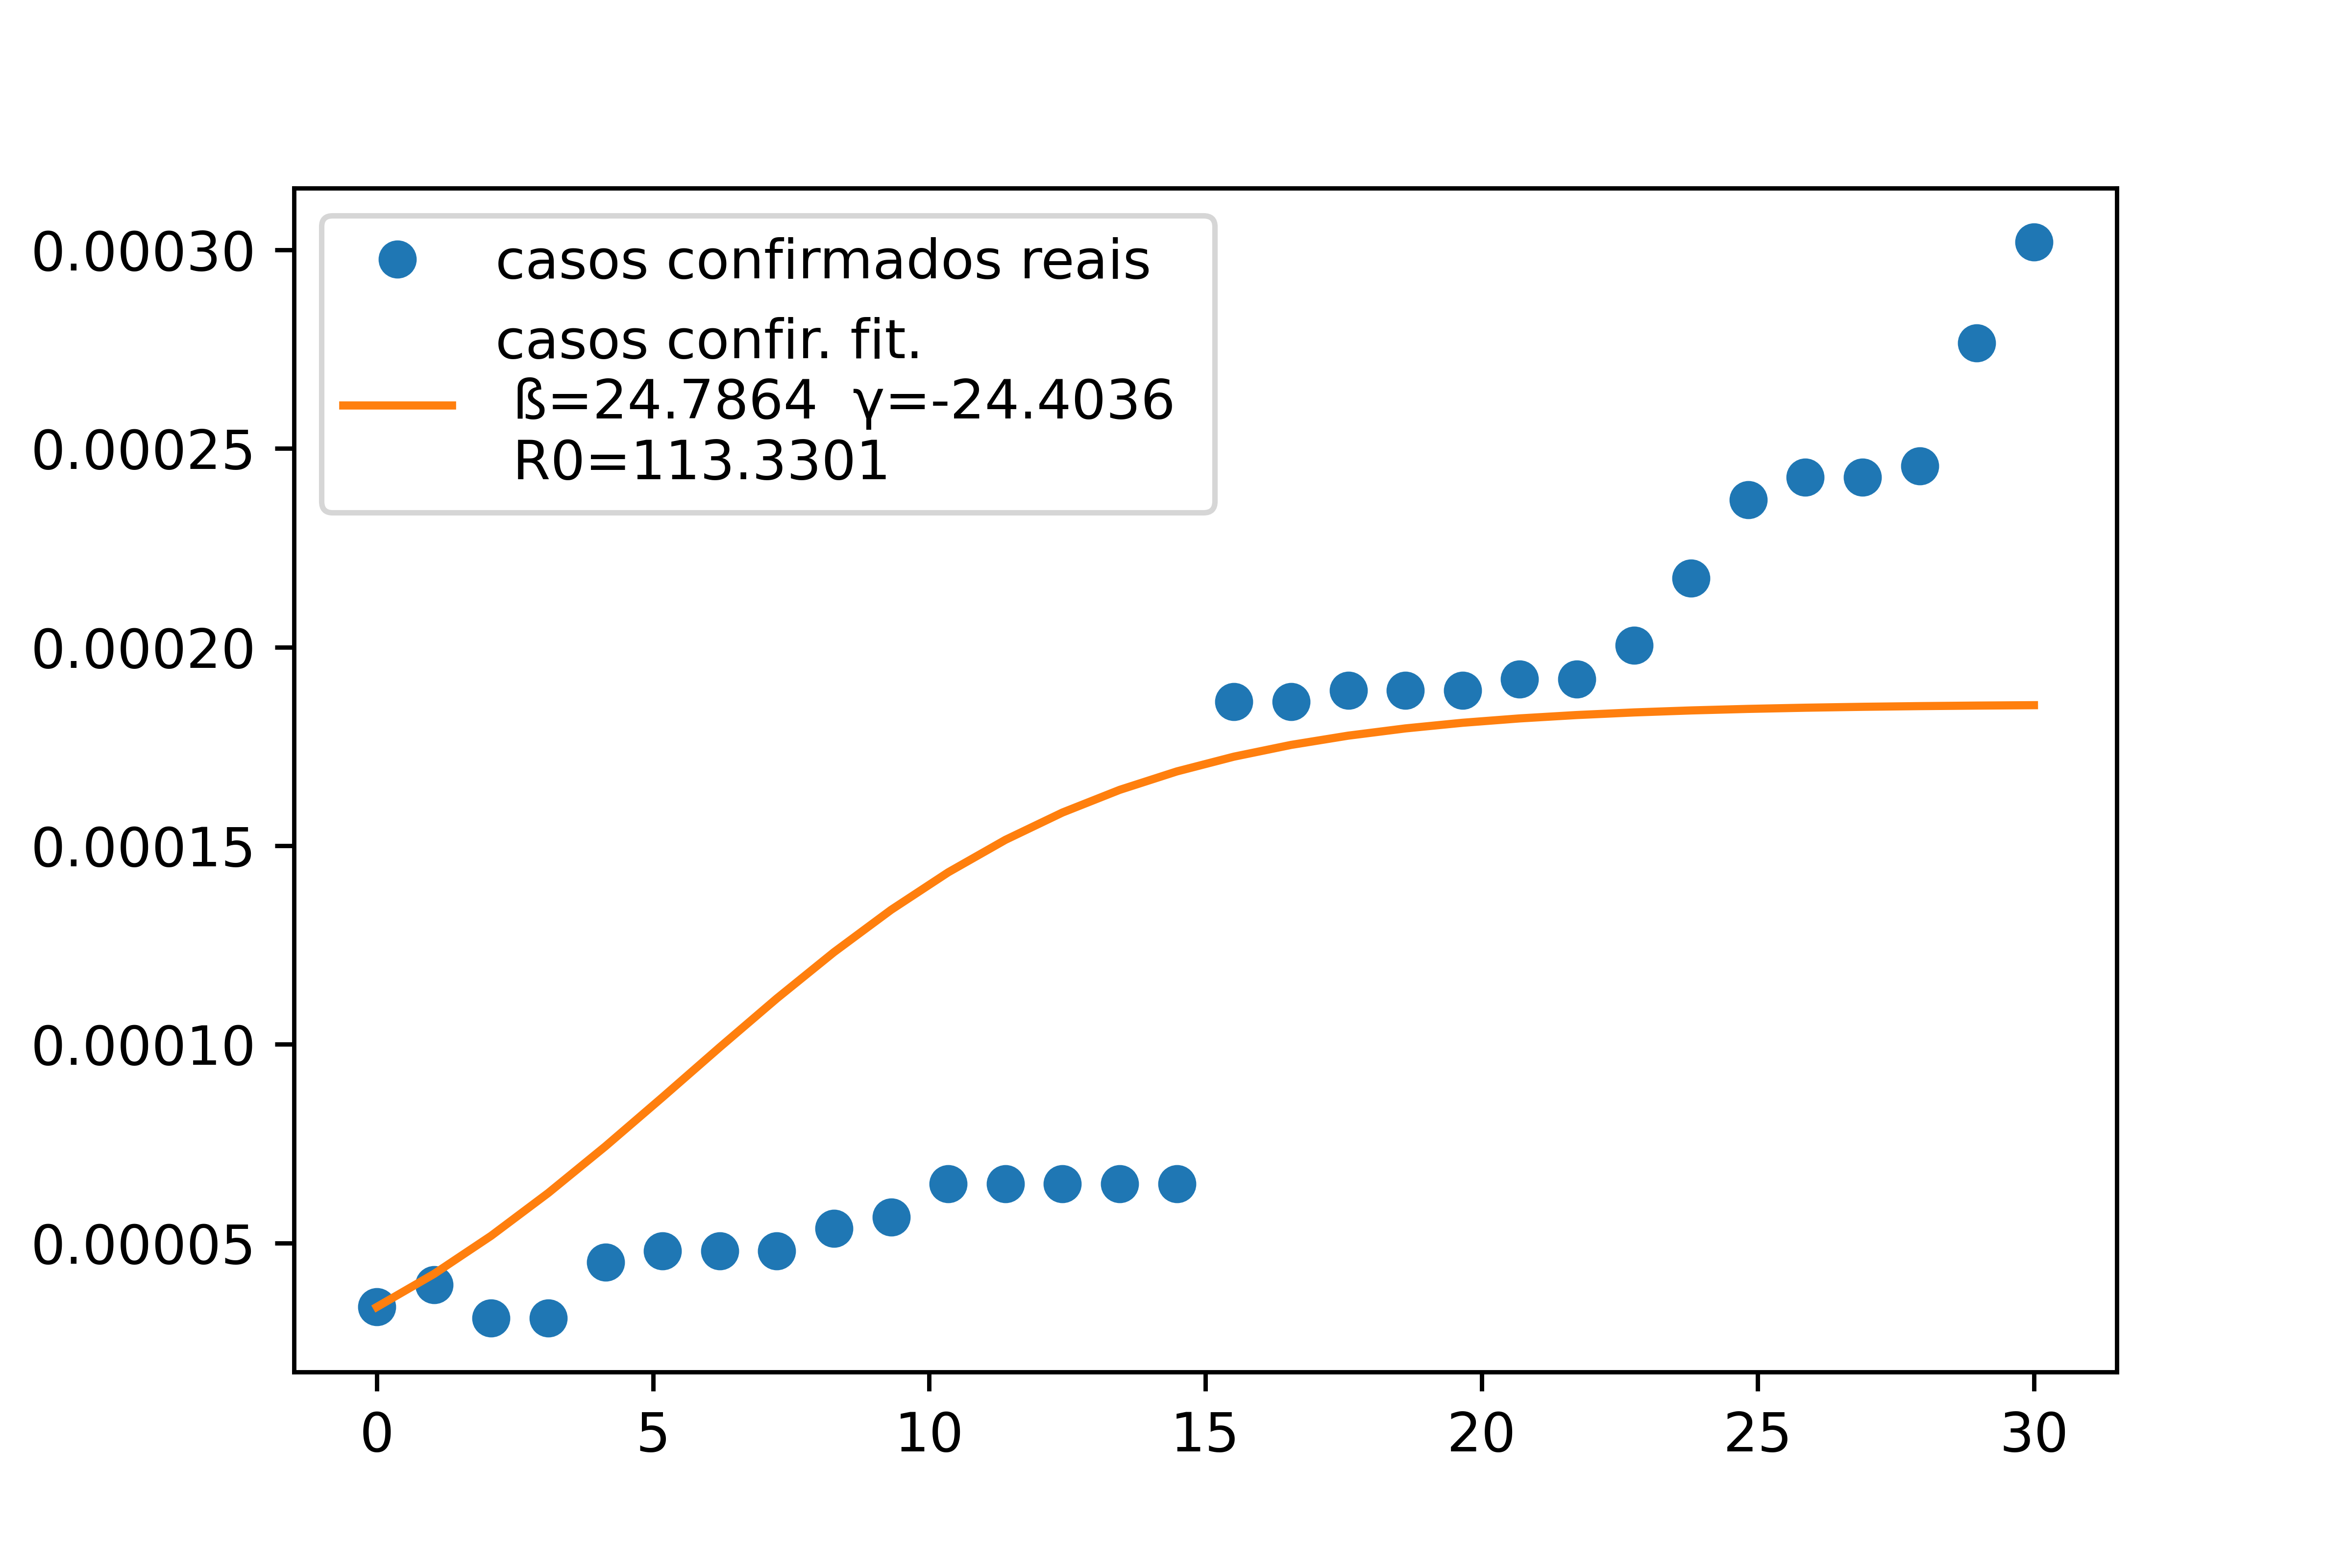 0.00030
0.00025
0.00020
0.00015
0.00010
0.00005
casos confirmados reais
casos confir. fit.
ß=24.7864 γ=-24.4036
R0=113.3301
0 5 10 15 20 25 30